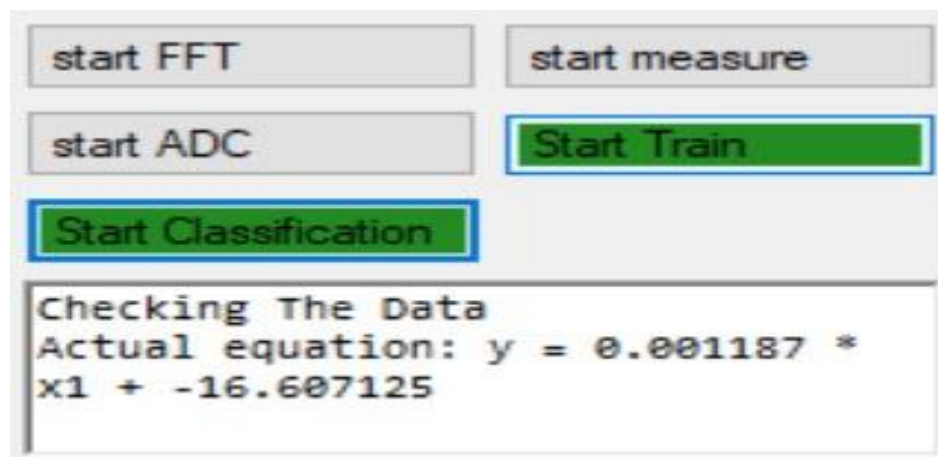 start FFT
start measure
start ADC
Start Train
Start Classification
Checking The Data
Actual equation: y = 0.001187 *
x1 + -16.607125